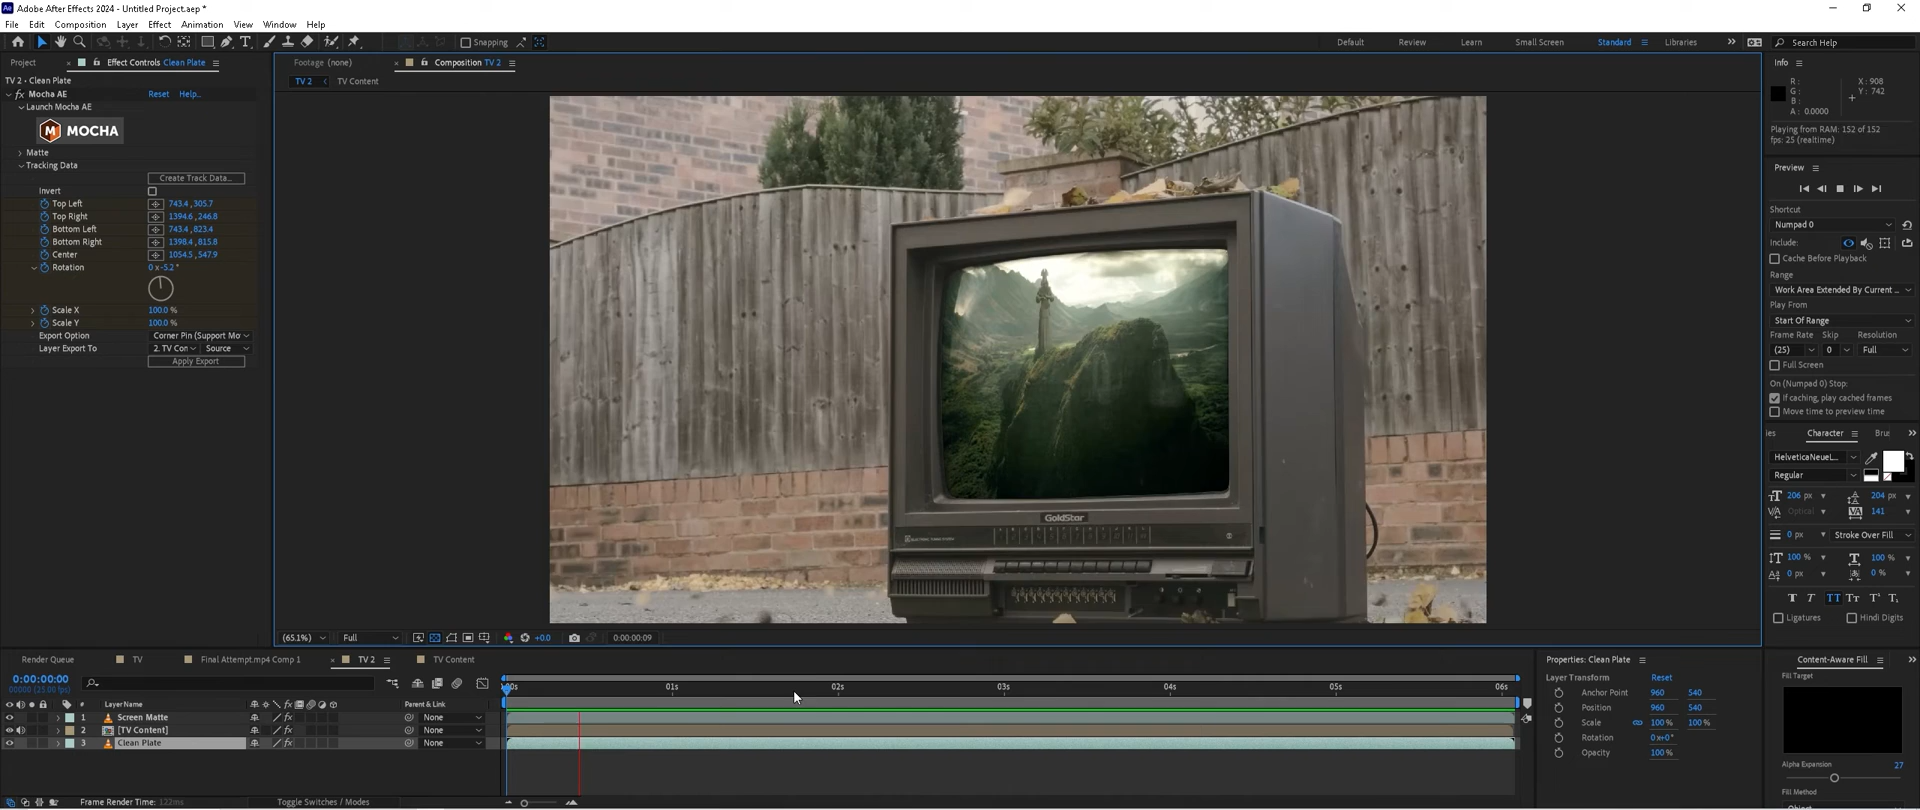 Adobe After Effects 2024 - Untitled Project.aep *
File Edit Composition Layer Effect Animation View Window Help
Snapping
Default Review Learn Small Screen Standard Libraries Search Help
Project Effect Controls Clean Plate
TV 2 • Clean Plate
fx Mocha AE Reset Help...
Launch Mocha AE
M MOCHA
Matte
Tracking Data
Create Track Data...
Invert
Top Left 743.4,305.7
Top Right 1394.6,246.8
Bottom Left 743.4,823.4
Bottom Right 1398.4,815.8
Center 1054.5,547.9
Rotation 0x-5.2°
Scale X 100.0 %
Scale Y 100.0 %
Export Option Corner Pin (Support Mo
Layer Export To 2. TV Con Source
Apply Export
Footage (none) Composition TV 2
TV 2 TV Content
GoldStar
(65.1%) Full +0.0 0:00:00:09
Info
R:
G:
B:
A: 0.0000
X: 908
Y: 742
Playing from RAM: 152 of 152
fps: 25 (realtime)
Preview
Shortcut
Numpad 0
Include:
Cache Before Playback
Range
Work Area Extended By Current ...
Play From
Start Of Range
Frame Rate Skip Resolution
(25) 0 Full
Full Screen
On (Numpad 0) Stop:
If caching, play cached frames
Move time to preview time
ies Character Bru
HelveticaNeueL...
Regular
206 px 204 px
Optical 141
0 px Stroke Over Fill
100 % 100 %
0 px 0 %
Ligatures Hindi Digits
Render Queue TV Final Attempt.mp4 Comp 1 TV 2 TV Content
0:00:00:00
00000 (25.00 fps)
:00s 01s 02s 03s 04s 05s 06s
# Layer Name fx Parent & Link
1 Screen Matte fx None
2 [TV Content] fx None
3 Clean Plate fx None
Frame Render Time: 122ms Toggle Switches / Modes
Properties: Clean Plate
Layer Transform Reset
Anchor Point 960 540
Position 960 540
Scale 100 % 100 %
Rotation 0x+0°
Opacity 100 %
Content-Aware Fill
Fill Target
Alpha Expansion 27
Fill Method
Object